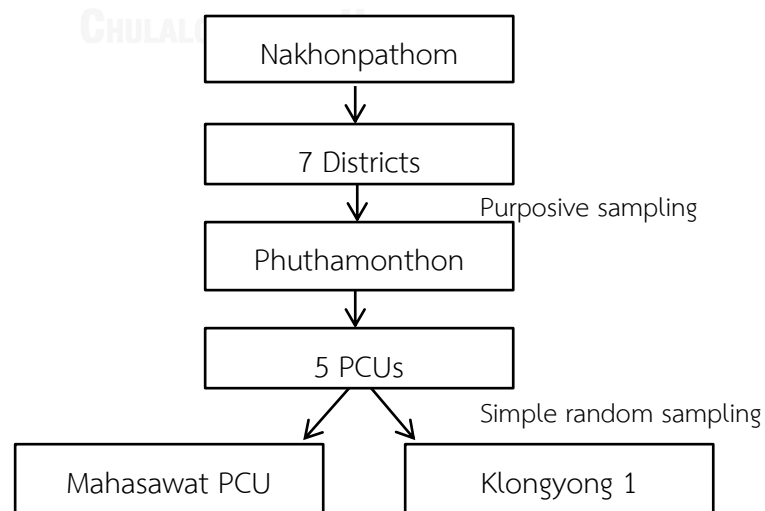 Nakhonpathom
7 Districts
Purposive sampling
Phuthamonthon
5 PCUs
Simple random sampling
Mahasawat PCU
Klongyong 1